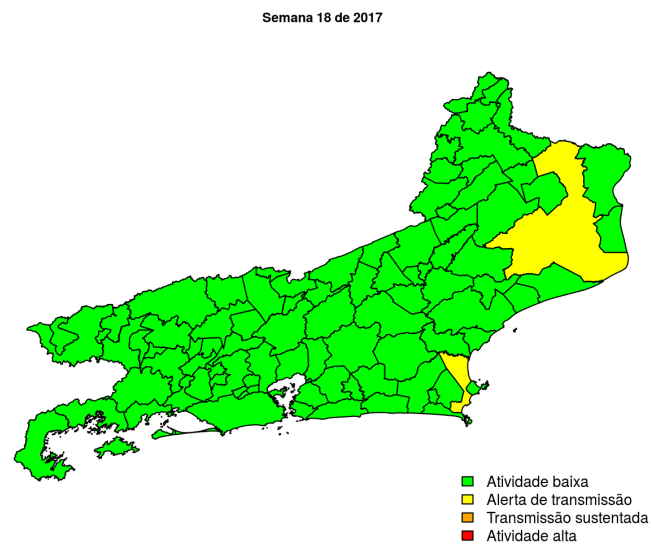 Semana 18 de 2017
Atividade baixa
Alerta de transmissão
Transmissão sustentada
Atividade alta